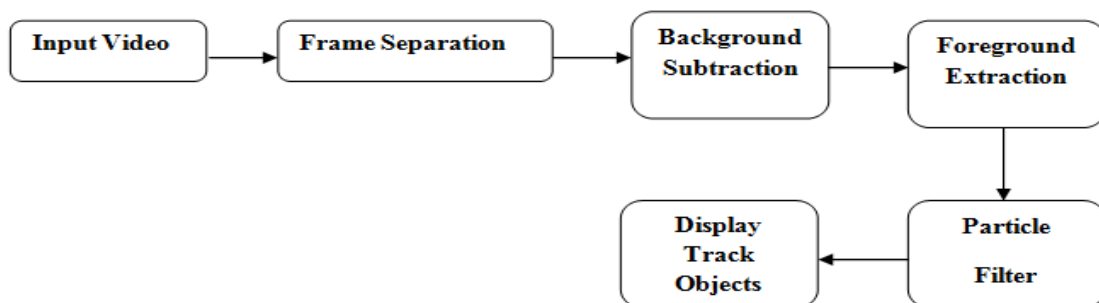 Input Video
Frame Separation
Background
Subtraction
Foreground
Extraction
Particle
Filter
Display
Track
Objects